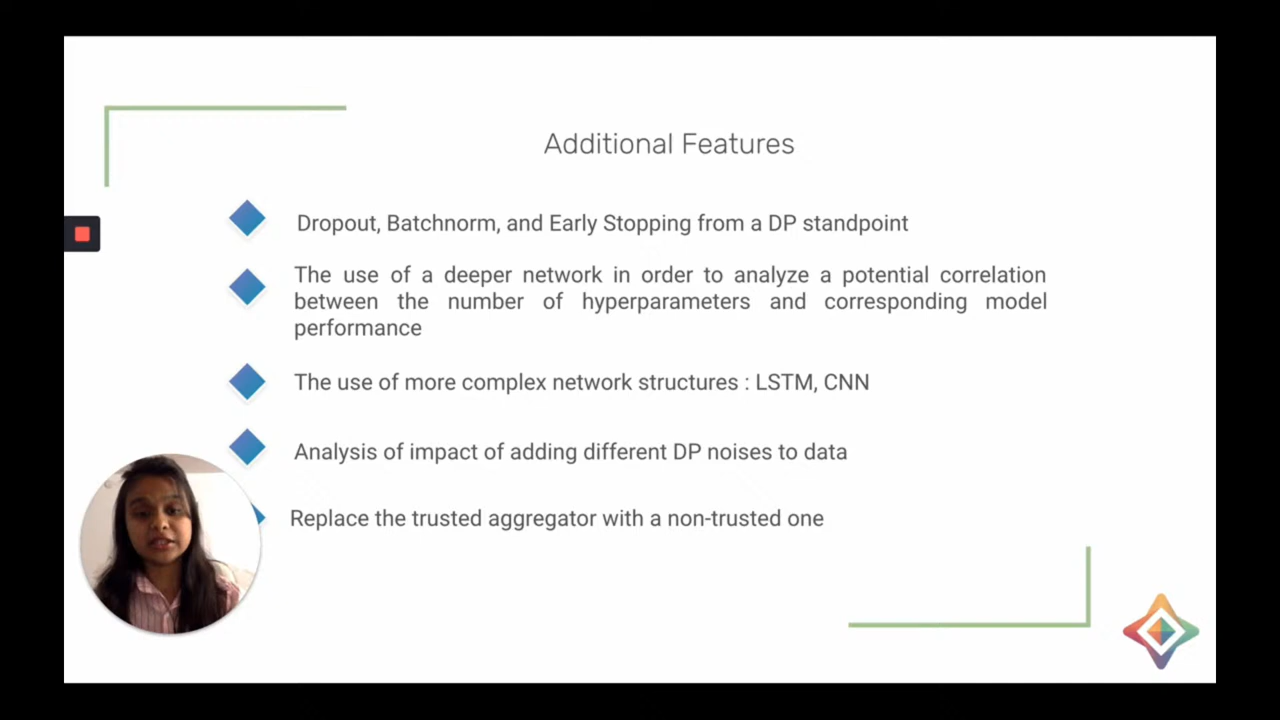 Additional Features
Dropout, Batchnorm, and Early Stopping from a DP standpoint
The use of a deeper network in order to analyze a potential correlation
between the number of hyperparameters and corresponding model
performance
The use of more complex network structures : LSTM, CNN
Analysis of impact of adding different DP noises to data
Replace the trusted aggregator with a non-trusted one